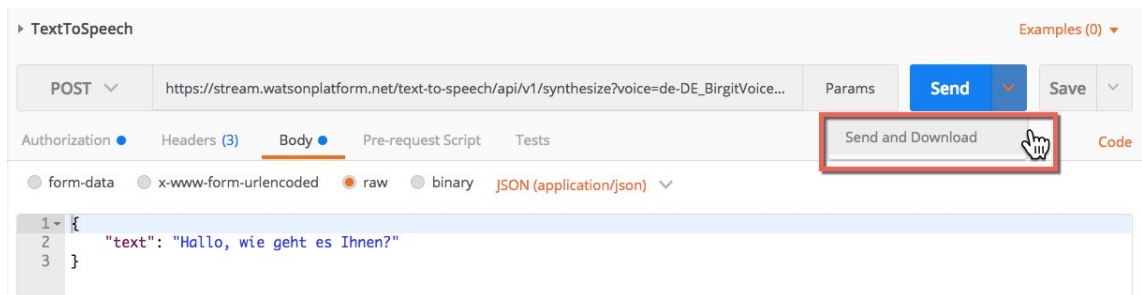 TextToSpeech Examples (0)
POST https://stream.watsonplatform.net/text-to-speech/api/v1/synthesize?voice=de-DE_BirgitVoice... Params Send Save
Authorization Headers (3) Body Pre-request Script Tests Send and Download Code
form-data x-www-form-urlencoded raw binary JSON (application/json)
1 {
2 "text": "Hallo, wie geht es Ihnen?"
3 }